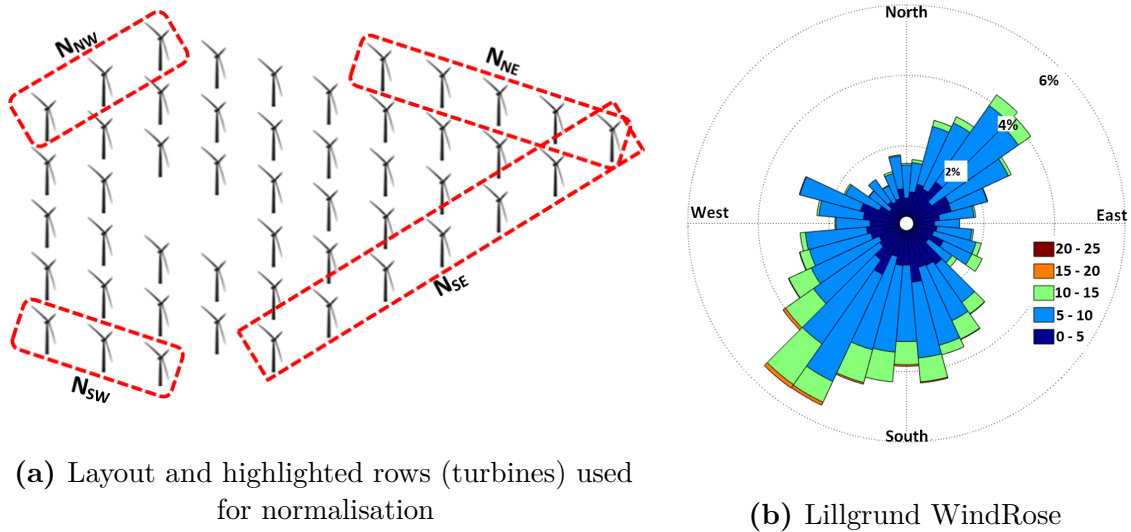 N_NW
N_NE
N_SE
N_SW
(a) Layout and highlighted rows (turbines) used
for normalisation
North
6%
4%
2%
West
East
20 - 25
15 - 20
10 - 15
5 - 10
0 - 5
South
(b) Lillgrund WindRose